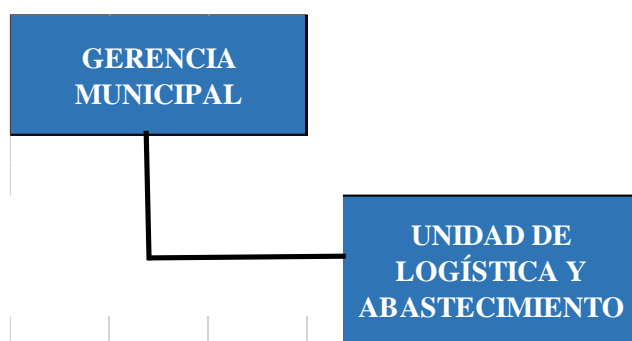 GERENCIA
MUNICIPAL
UNIDAD DE
LOGÍSTICA Y
ABASTECIMIENTO